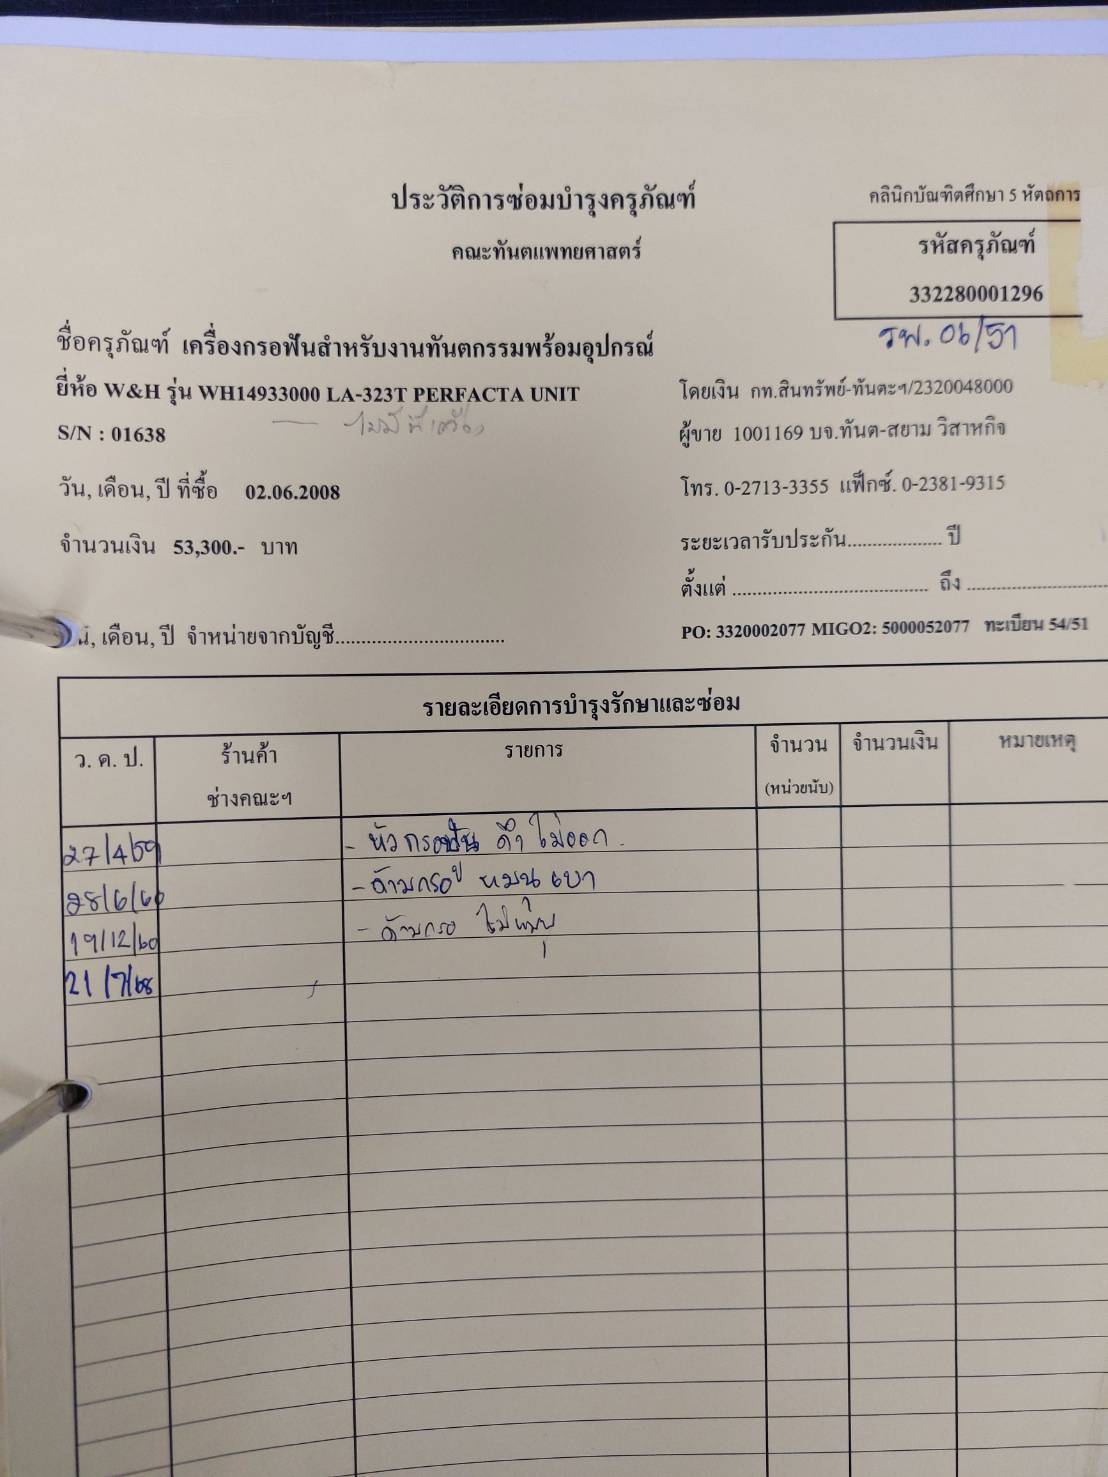 ประวัติการซ่อมบำรุงครุภัณฑ์
คณะทันตแพทยศาสตร์
คลินิกบัณฑิตศึกษา 5 หัตถการ
รหัสครุภัณฑ์
332280001296
รพ. 06/51
ชื่อครุภัณฑ์ เครื่องกรอฟันสำหรับงานทันตกรรมพร้อมอุปกรณ์
ยี่ห้อ W&H รุ่น WH14933000 LA-323T PERFACTA UNIT
โดยเงิน กท.สินทรัพย์-ทันตะฯ/2320048000
S/N : 01638
ผู้ขาย 1001169 บจ.ทันต-สยาม วิสาหกิจ
วัน, เดือน, ปี ที่ซื้อ 02.06.2008
โทร. 0-2713-3355 แฟ็กซ์. 0-2381-9315
จำนวนเงิน 53,300.- บาท
ระยะเวลารับประกัน................... ปี
ตั้งแต่ ....................................... ถึง ............................
เดือน, ปี จำหน่ายจากบัญชี.................................
PO: 3320002077 MIGO2: 5000052077 ทะเบียน 54/51
รายละเอียดการบำรุงรักษาและซ่อม
ว. ด. ป. ร้านค้า รายการ จำนวน จำนวนเงิน หมายเหตุ
ช่างคณะฯ (หน่วยนับ)
27/4/59 - หัวกรอฟัน ดึงไม่ออก
28/6/60 - ด้ามกรอ หมุนเบา
19/12/60 - ด้ามกรอ ไม่หมุน
21/7/68